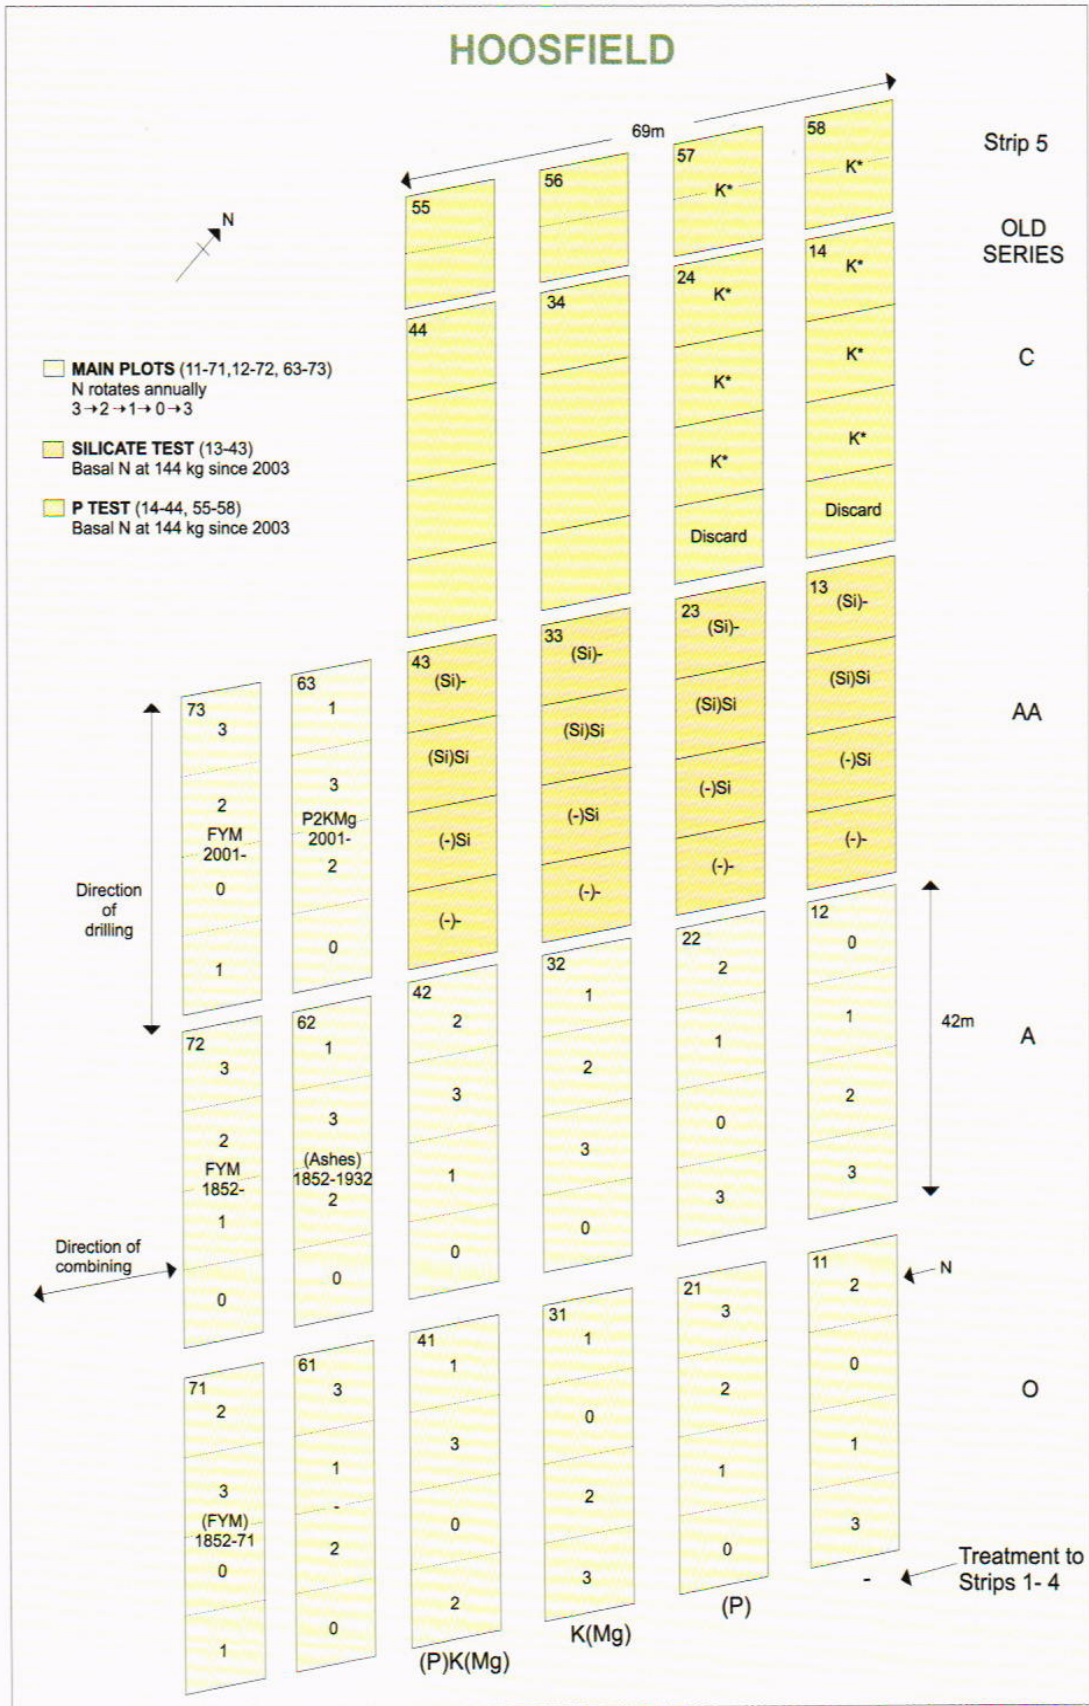 HOOSFIELD
69m
58
K*
57
K*
56
55
Strip 5
N
OLD
SERIES
14
K*
K*
K*
Discard
24
K*
K*
K*
Discard
34
44
C
MAIN PLOTS (11-71,12-72, 63-73)
N rotates annually
3→2→1→0→3
SILICATE TEST (13-43)
Basal N at 144 kg since 2003
P TEST (14-44, 55-58)
Basal N at 144 kg since 2003
73
3
2
FYM
2001-
0
1
63
1
3
P2KMg
2001-
2
0
43
(Si)-
(Si)Si
(-)Si
(-)-
33
(Si)-
(Si)Si
(-)Si
(-)-
23
(Si)-
(Si)Si
(-)Si
(-)-
13
(Si)-
(Si)Si
(-)Si
(-)-
AA
Direction
of
drilling
72
3
2
FYM
1852-
1
0
62
1
3
(Ashes)
1852-1932
2
0
42
2
3
1
0
32
1
2
3
0
22
2
1
0
3
12
0
1
2
3
42m
A
Direction of
combining
71
2
3
(FYM)
1852-71
0
1
61
3
1
-
2
0
41
1
3
0
2
31
1
0
2
3
21
3
2
1
0
11
2
0
1
3
N
O
(P)K(Mg)
K(Mg)
(P)
-
Treatment to
Strips 1- 4